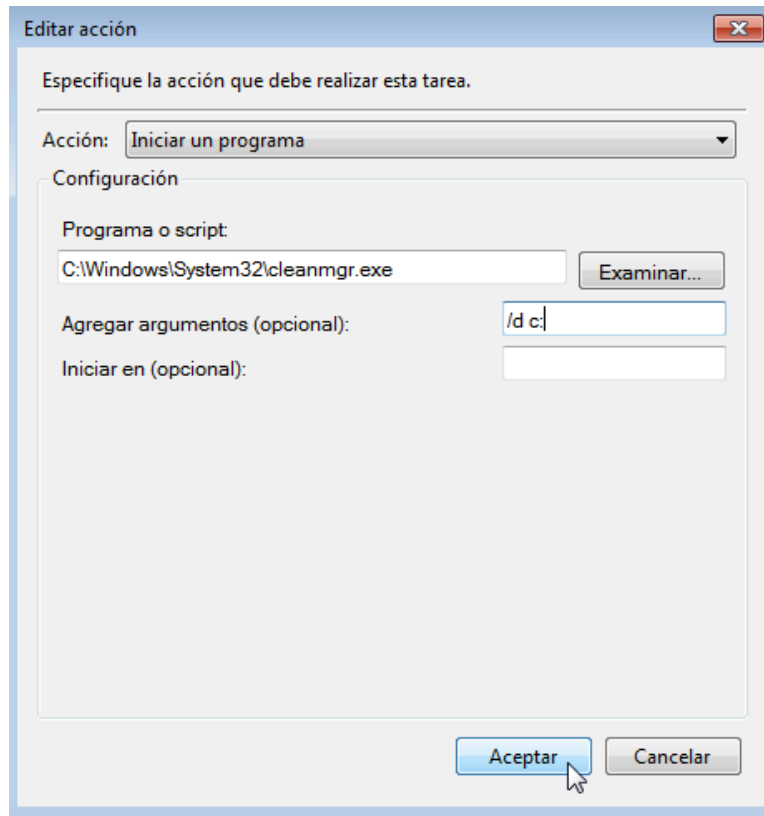 Editar acción
Especifique la acción que debe realizar esta tarea.
Acción: Iniciar un programa
Configuración
Programa o script:
C:\Windows\System32\cleanmgr.exe Examinar...
Agregar argumentos (opcional): /d c:
Iniciar en (opcional):
Aceptar Cancelar